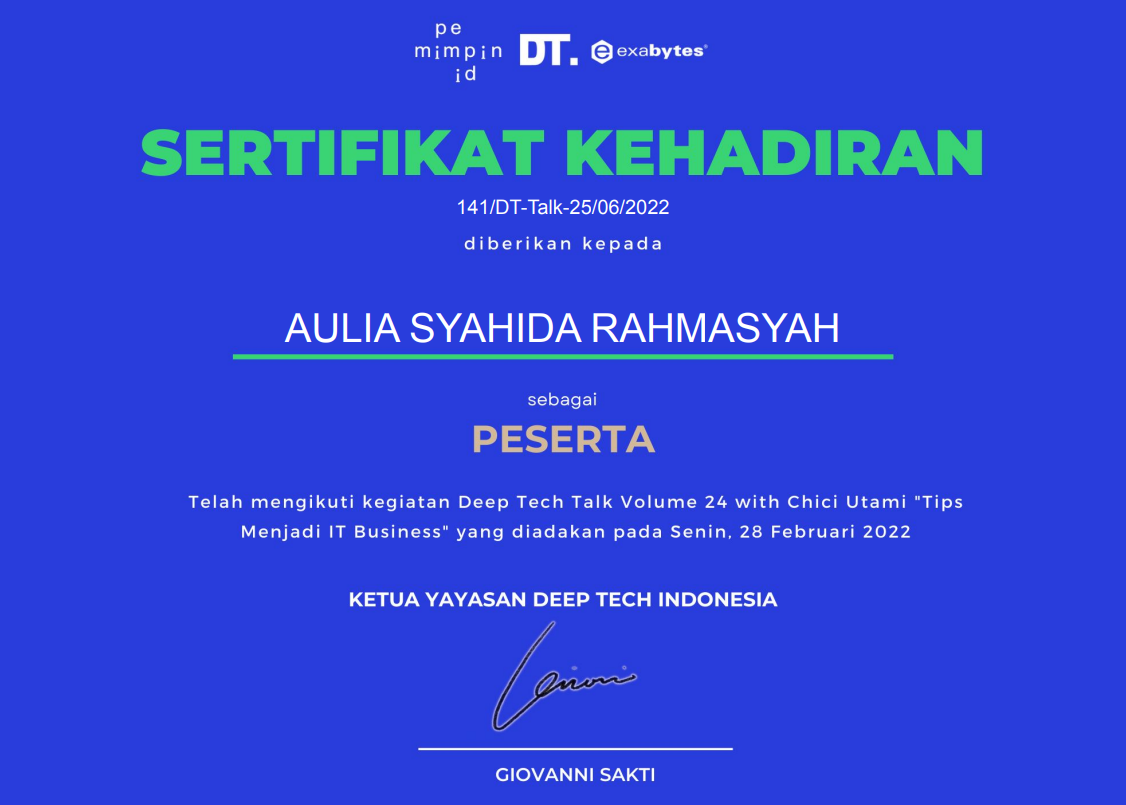 pe
mimpin
id
DT.
exabytes
SERTIFIKAT KEHADIRAN
141/DT-Talk-25/06/2022
diberikan kepada
AULIA SYAHIDA RAHMASYAH
sebagai
PESERTA
Telah mengikuti kegiatan Deep Tech Talk Volume 24 with Chici Utami "Tips
Menjadi IT Business" yang diadakan pada Senin, 28 Februari 2022
KETUA YAYASAN DEEP TECH INDONESIA
GIOVANNI SAKTI